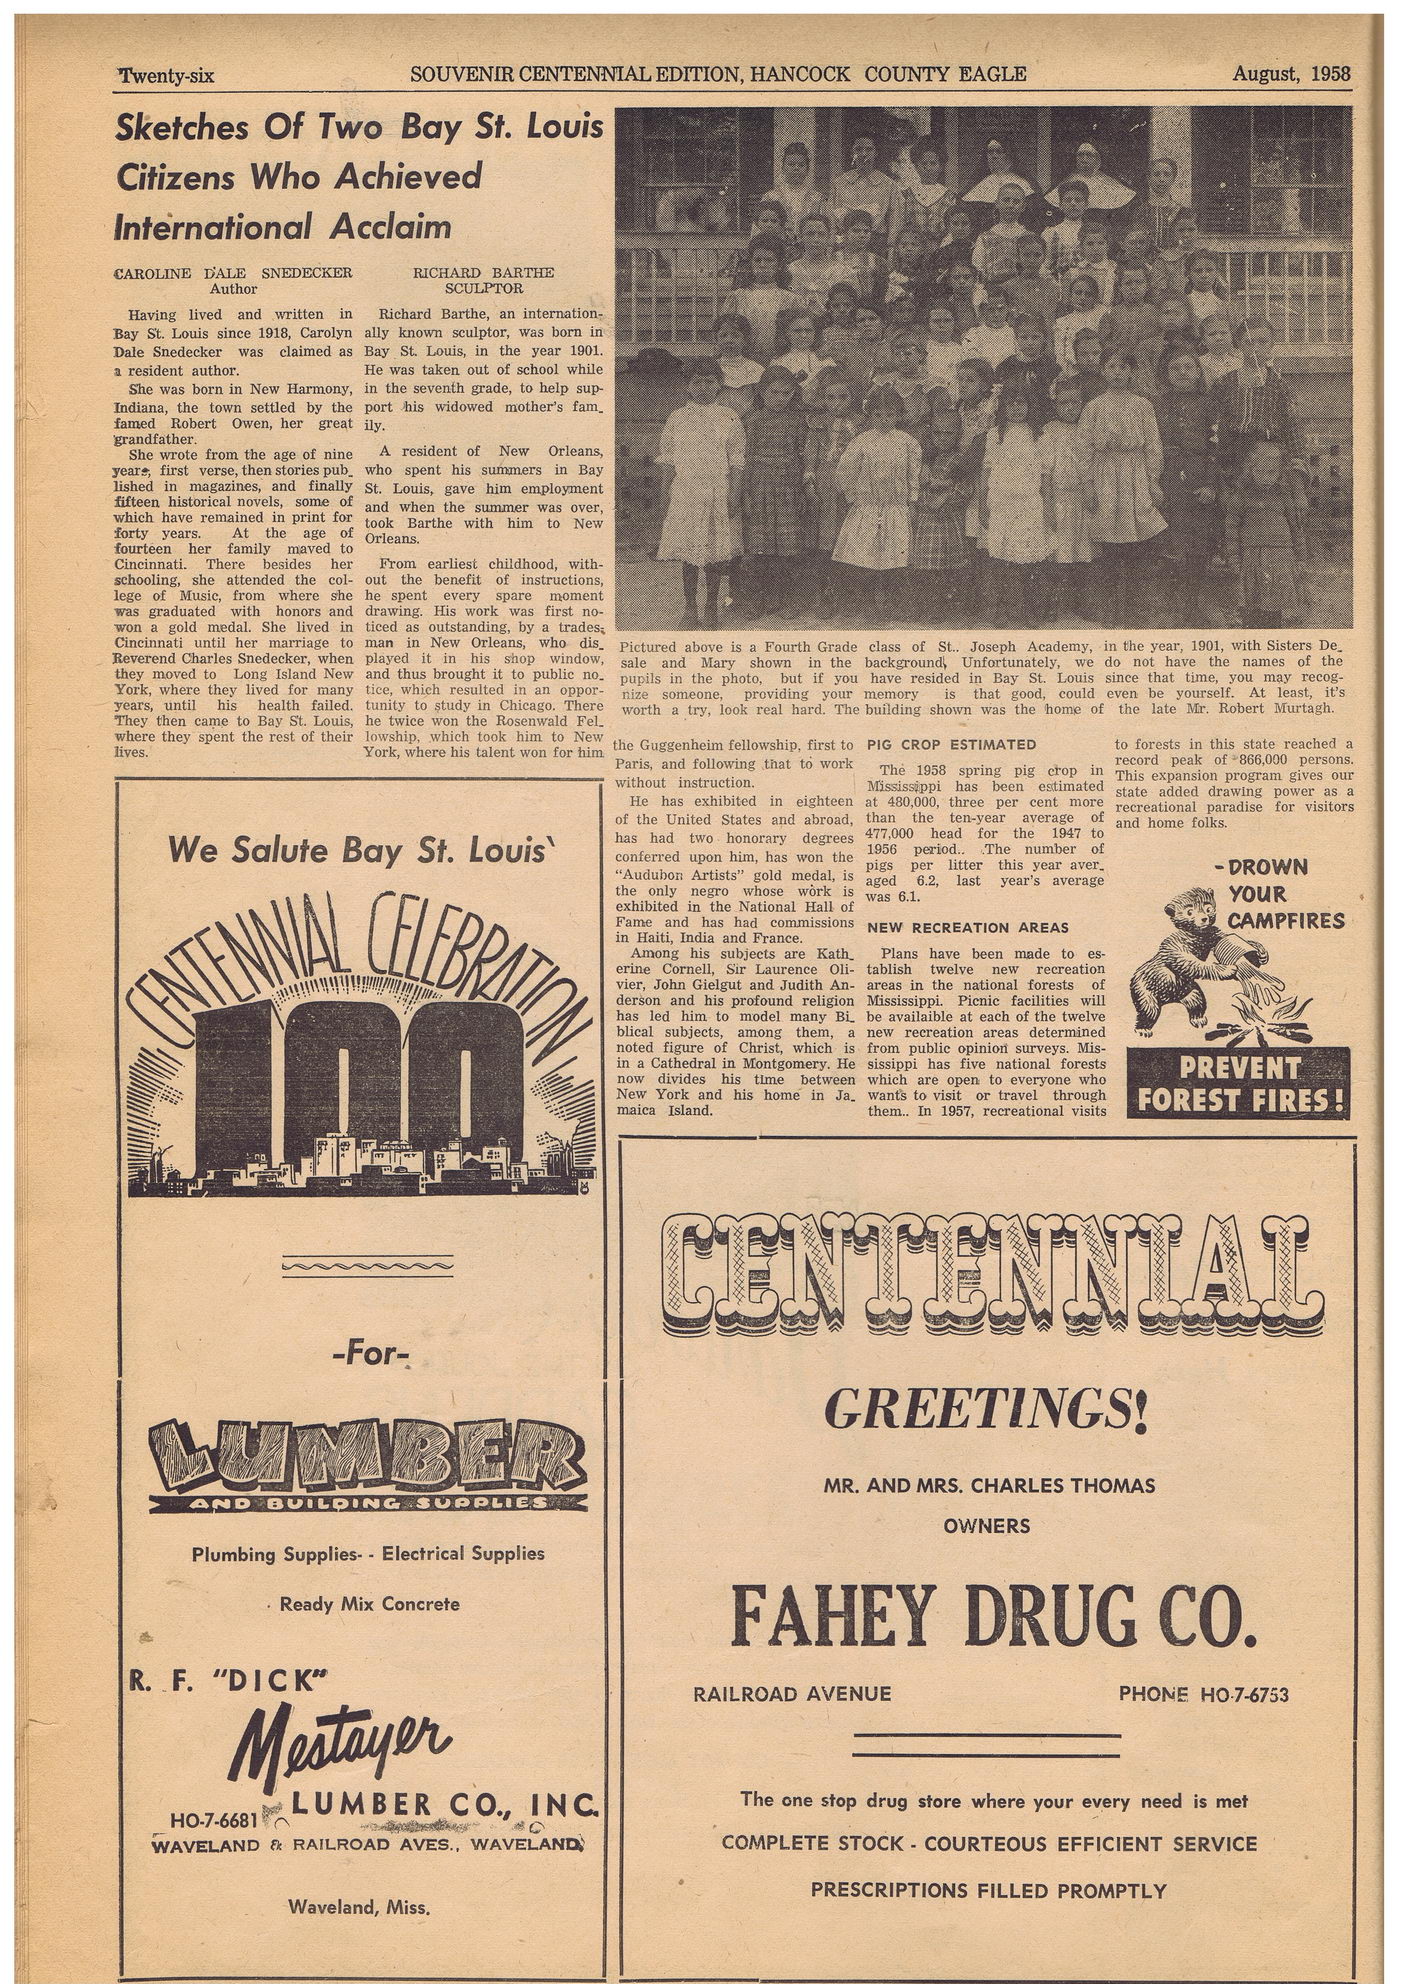 Twenty-six
SOUVENIR CENTENNIAL EDITION, HANCOCK COUNTY EAGLE
August, 1958
Sketches Of Two Bay St. Louis
Citizens Who Achieved
International Acclaim
CAROLINE DALE SNEDECKER
Author
Having lived and written in
Bay St. Louis since 1918, Carolyn
Dale Snedecker was claimed as
a resident author.
She was born in New Harmony,
Indiana, the town settled by the
famed Robert Owen, her great
grandfather.
She wrote from the age of nine
years, first verse, then stories pub_
lished in magazines, and finally
fifteen historical novels, some of
which have remained in print for
forty years. At the age of
fourteen her family moved to
Cincinnati. There besides her
schooling, she attended the col-
lege of Music, from where she
was graduated with honors and
won a gold medal. She lived in
Cincinnati until her marriage to
Reverend Charles Snedecker, when
they moved to Long Island New
York, where they lived for many
years, until his health failed.
They then came to Bay St. Louis,
where they spent the rest of their
lives.
RICHARD BARTHE
SCULPTOR
Richard Barthe, an internation-
ally known sculptor, was born in
Bay St. Louis, in the year 1901.
He was taken out of school while
in the seventh grade, to help sup-
port his widowed mother's fam_
ily.
A resident of New Orleans,
who spent his summers in Bay
St. Louis, gave him employment
and when the summer was over,
took Barthe with him to New
Orleans.
From earliest childhood, with-
out the benefit of instructions,
he spent every spare moment
drawing. His work was first no-
ticed as outstanding, by a trades_
man in New Orleans, who dis_
played it in his shop window,
and thus brought it to public no_
tice, which resulted in an oppor-
tunity to study in Chicago. There
he twice won the Rosenwald Fel_
lowship, which took him to New
York, where his talent won for him
Pictured above is a Fourth Grade class of St.. Joseph Academy, in the year, 1901, with Sisters De_
sale and Mary shown in the background, Unfortunately, we do not have the names of the
pupils in the photo, but if you have resided in Bay St. Louis since that time, you may recog-
nize someone, providing your memory is that good, could even be yourself. At least, it's
worth a try, look real hard. The building shown was the home of the late Mr. Robert Murtagh.
the Guggenheim fellowship, first to
Paris, and following that to work
without instruction.
He has exhibited in eighteen
of the United States and abroad,
has had two honorary degrees
conferred upon him, has won the
"Audubon Artists" gold medal, is
the only negro whose work is
exhibited in the National Hall of
Fame and has had commissions
in Haiti, India and France.
Among his subjects are Kath_
erine Cornell, Sir Laurence Oli-
vier, John Gielgut and Judith An-
derson and his profound religion
has led him to model many Bi_
blical subjects, among them, a
noted figure of Christ, which is
in a Cathedral in Montgomery. He
now divides his time between
New York and his home in Ja_
maica Island.
PIG CROP ESTIMATED
The 1958 spring pig crop in
Mississippi has been estimated
at 480,000, three per cent more
than the ten-year average of
477,000 head for the 1947 to
1956 period.. The number of
pigs per litter this year aver_
aged 6.2, last year's average
was 6.1.
NEW RECREATION AREAS
Plans have been made to es-
tablish twelve new recreation
areas in the national forests of
Mississippi. Picnic facilities will
be avaiilable at each of the twelve
new recreation areas determined
from public opinion surveys. Mis-
sissippi has five national forests
which are open to everyone who
wants to visit or travel through
them.. In 1957, recreational visits
to forests in this state reached a
record peak of 866,000 persons.
This expansion program gives our
state added drawing power as a
recreational paradise for visitors
and home folks.
- DROWN
YOUR
CAMPFIRES
PREVENT
FOREST FIRES!
We Salute Bay St. Louis'
CENTENNIAL CELEBRATION
100
-For-
LUMBER
AND BUILDING SUPPLIES
Plumbing Supplies- - Electrical Supplies
Ready Mix Concrete
R. F. "DICK"
Mestayer
LUMBER CO., INC.
HO-7-6681
WAVELAND & RAILROAD AVES., WAVELAND,
Waveland, Miss.
CENTENNIAL
GREETINGS!
MR. AND MRS. CHARLES THOMAS
OWNERS
FAHEY DRUG CO.
RAILROAD AVENUE
PHONE HO-7-6753
The one stop drug store where your every need is met
COMPLETE STOCK - COURTEOUS EFFICIENT SERVICE
PRESCRIPTIONS FILLED PROMPTLY